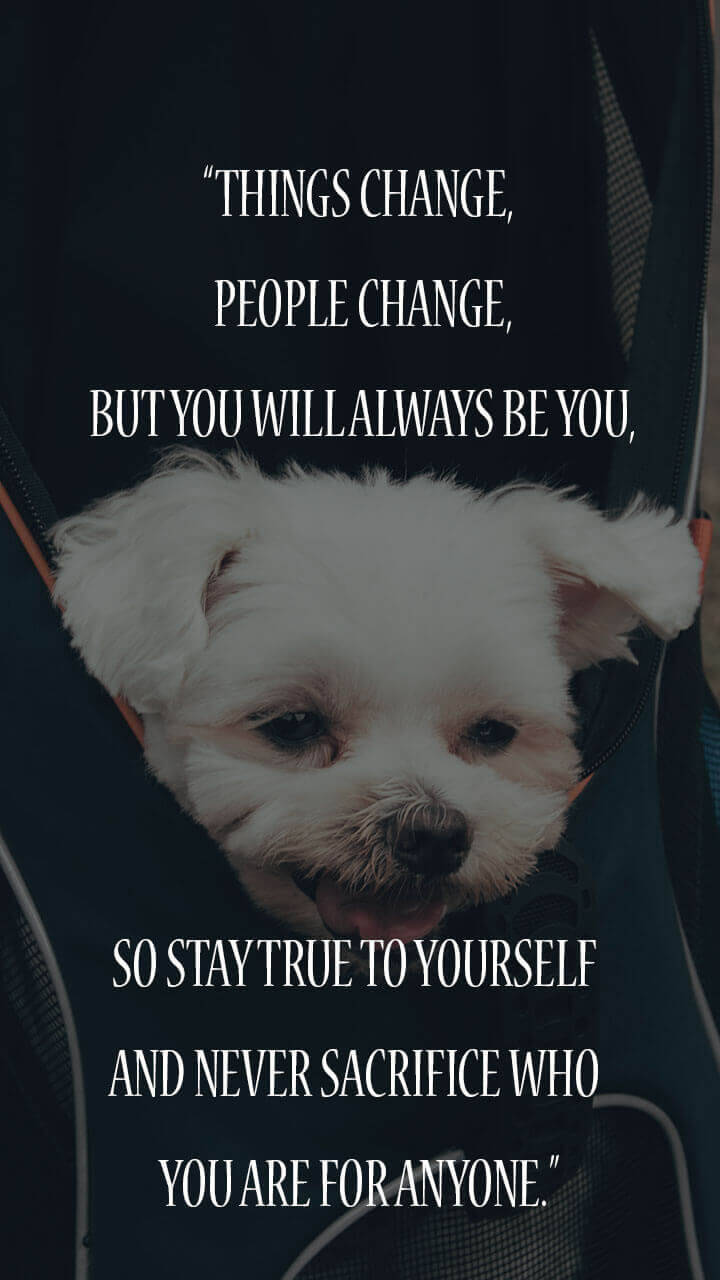 “THINGS CHANGE,
PEOPLE CHANGE,
BUT YOU WILL ALWAYS BE YOU,
SO STAY TRUE TO YOURSELF
AND NEVER SACRIFICE WHO
YOU ARE FOR ANYONE.”